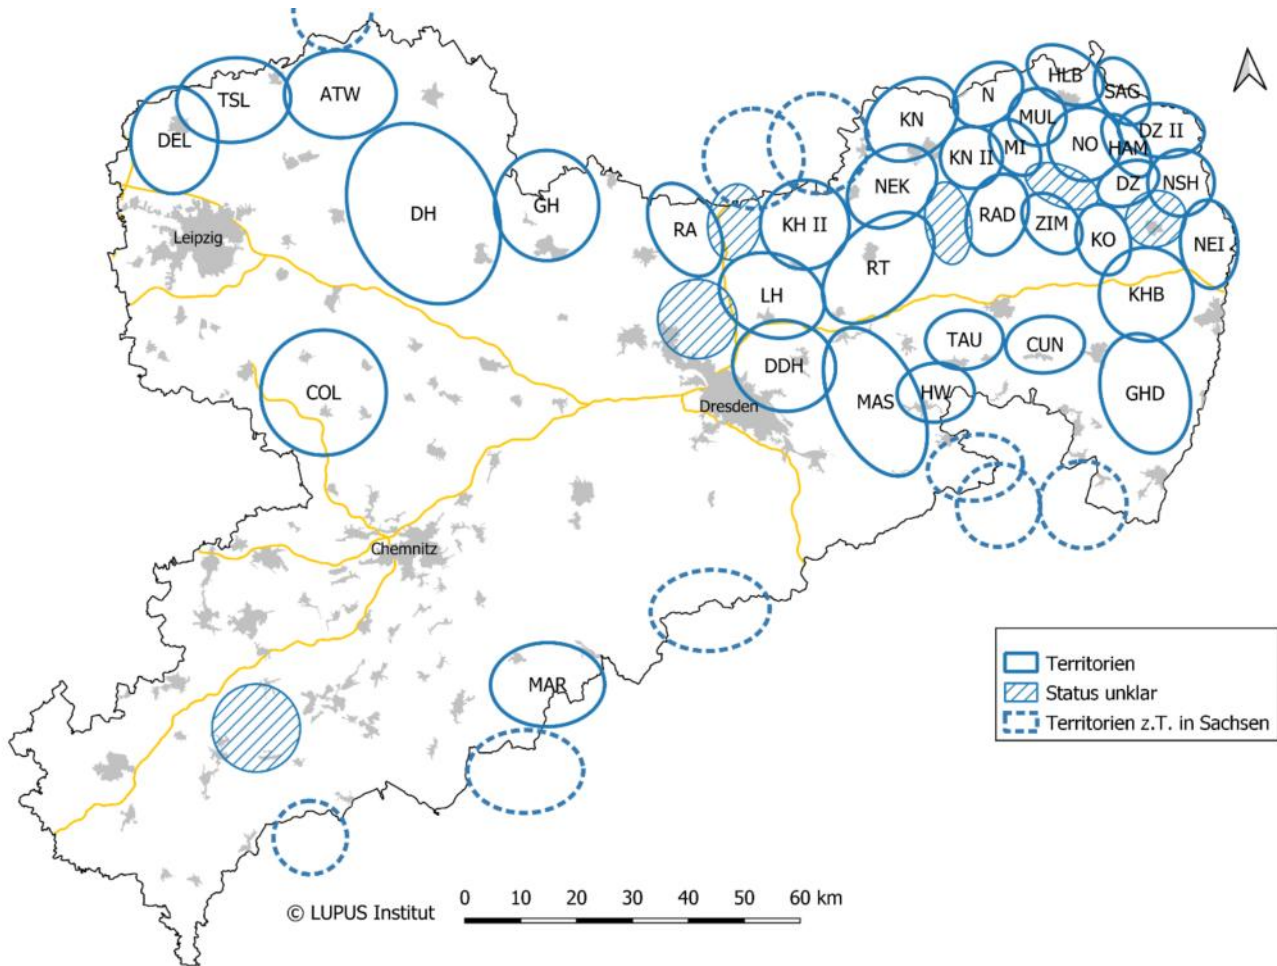 HLB
TSL
ATW
N
SAG
KN
MUL
DZ II
DEL
NO
HAM
KN II
MI
NEK
DZ
NSH
DH
GH
RA
KH II
RAD
ZIM
KO
NEI
Leipzig
RT
LH
KHB
TAU
CUN
DDH
COL
MAS
HW
GHD
Dresden
Chemnitz
MAR
Territorien
Status unklar
Territorien z.T. in Sachsen
© LUPUS Institut
0 10 20 30 40 50 60 km